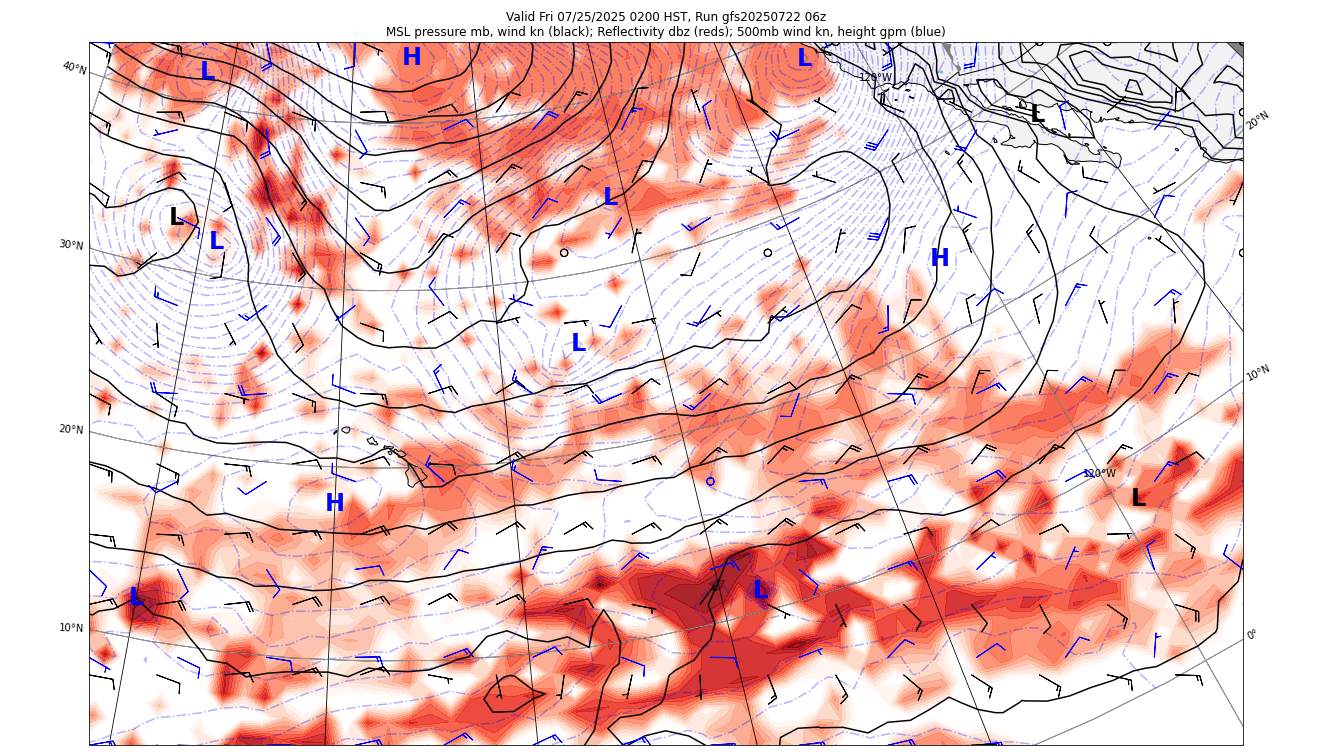 Valid Fri 07/25/2025 0200 HST, Run gfs20250722 06z
MSL pressure mb, wind kn (black); Reflectivity dbz (reds); 500mb wind kn, height gpm (blue)
H
L
L
40°N
120°W
L
20°N
L
L
L
30°N
H
L
10°N
20°N
120°W
H
L
L
L
10°N
0°